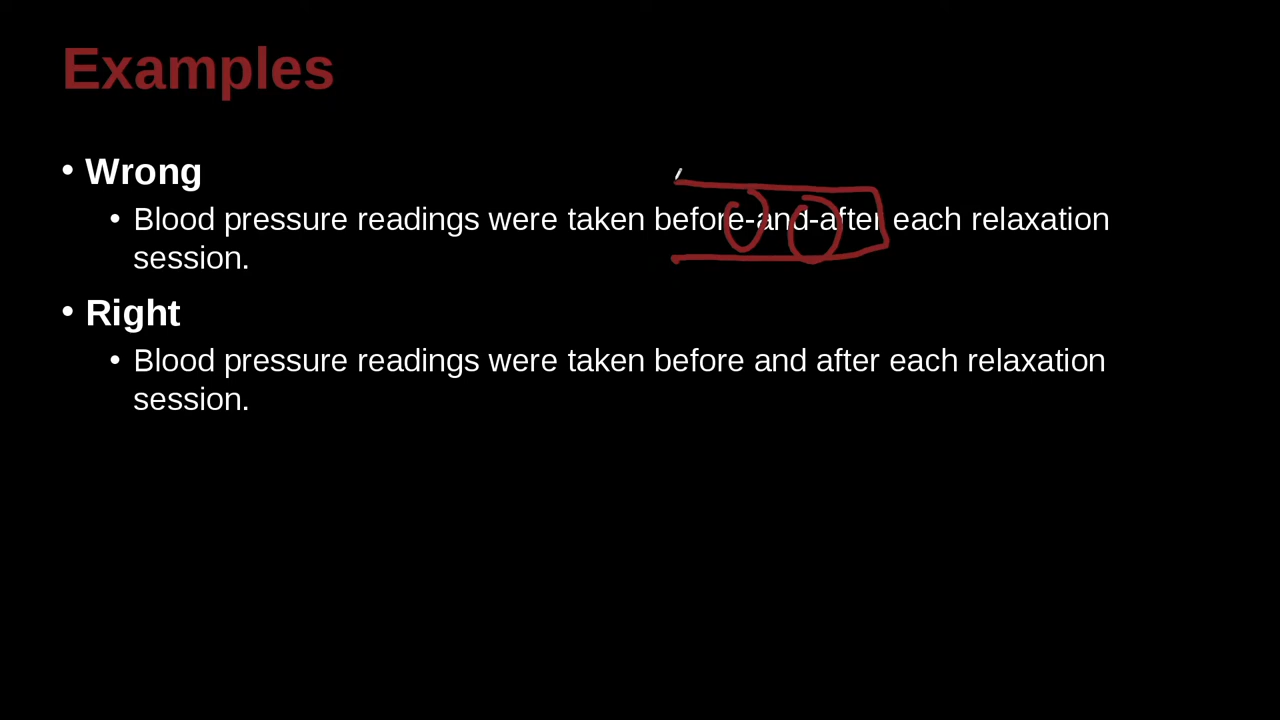 Examples
• Wrong
• Blood pressure readings were taken before-and-after each relaxation
session.
• Right
• Blood pressure readings were taken before and after each relaxation
session.